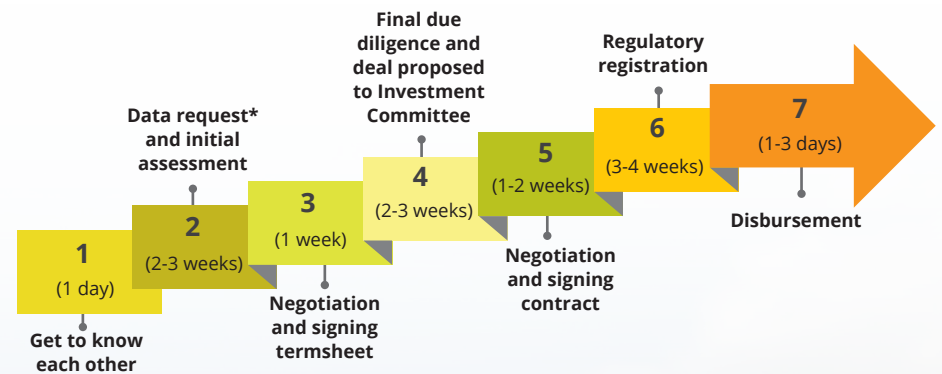 1
(1 day)
Get to know
each other
Data request*
and initial
assessment
2
(2-3 weeks)
3
(1 week)
Negotiation
and signing
termsheet
Final due
diligence and
deal proposed
to Investment
Committee
4
(2-3 weeks)
5
(1-2 weeks)
Negotiation
and signing
contract
Regulatory
registration
6
(3-4 weeks)
7
(1-3 days)
Disbursement